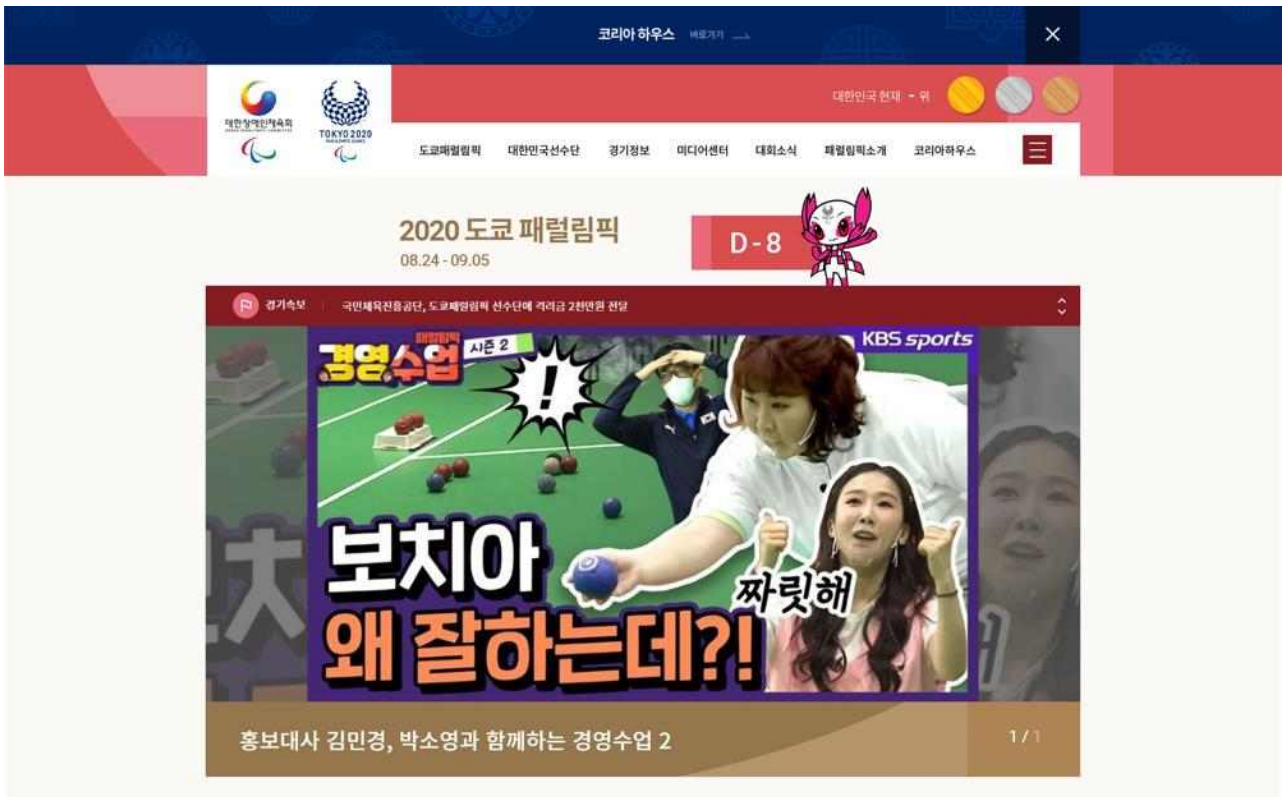 코리아 하우스 바로가기
대한민국 현재 - 위
대한장애인체육회
TOKYO 2020
PARALYMPIC GAMES
도쿄패럴림픽 대한민국선수단 경기정보 미디어센터 대회소식 패럴림픽소개 코리아하우스
2020 도쿄 패럴림픽
08.24 - 09.05
D - 8
경기속보 국민체육진흥공단, 도쿄패럴림픽 선수단에 격려금 2천만원 전달
패럴림픽
경영수업 시즌 2
KBS sports
!
보치아
왜 잘하는데?!
짜릿해
홍보대사 김민경, 박소영과 함께하는 경영수업 2
1 / 1